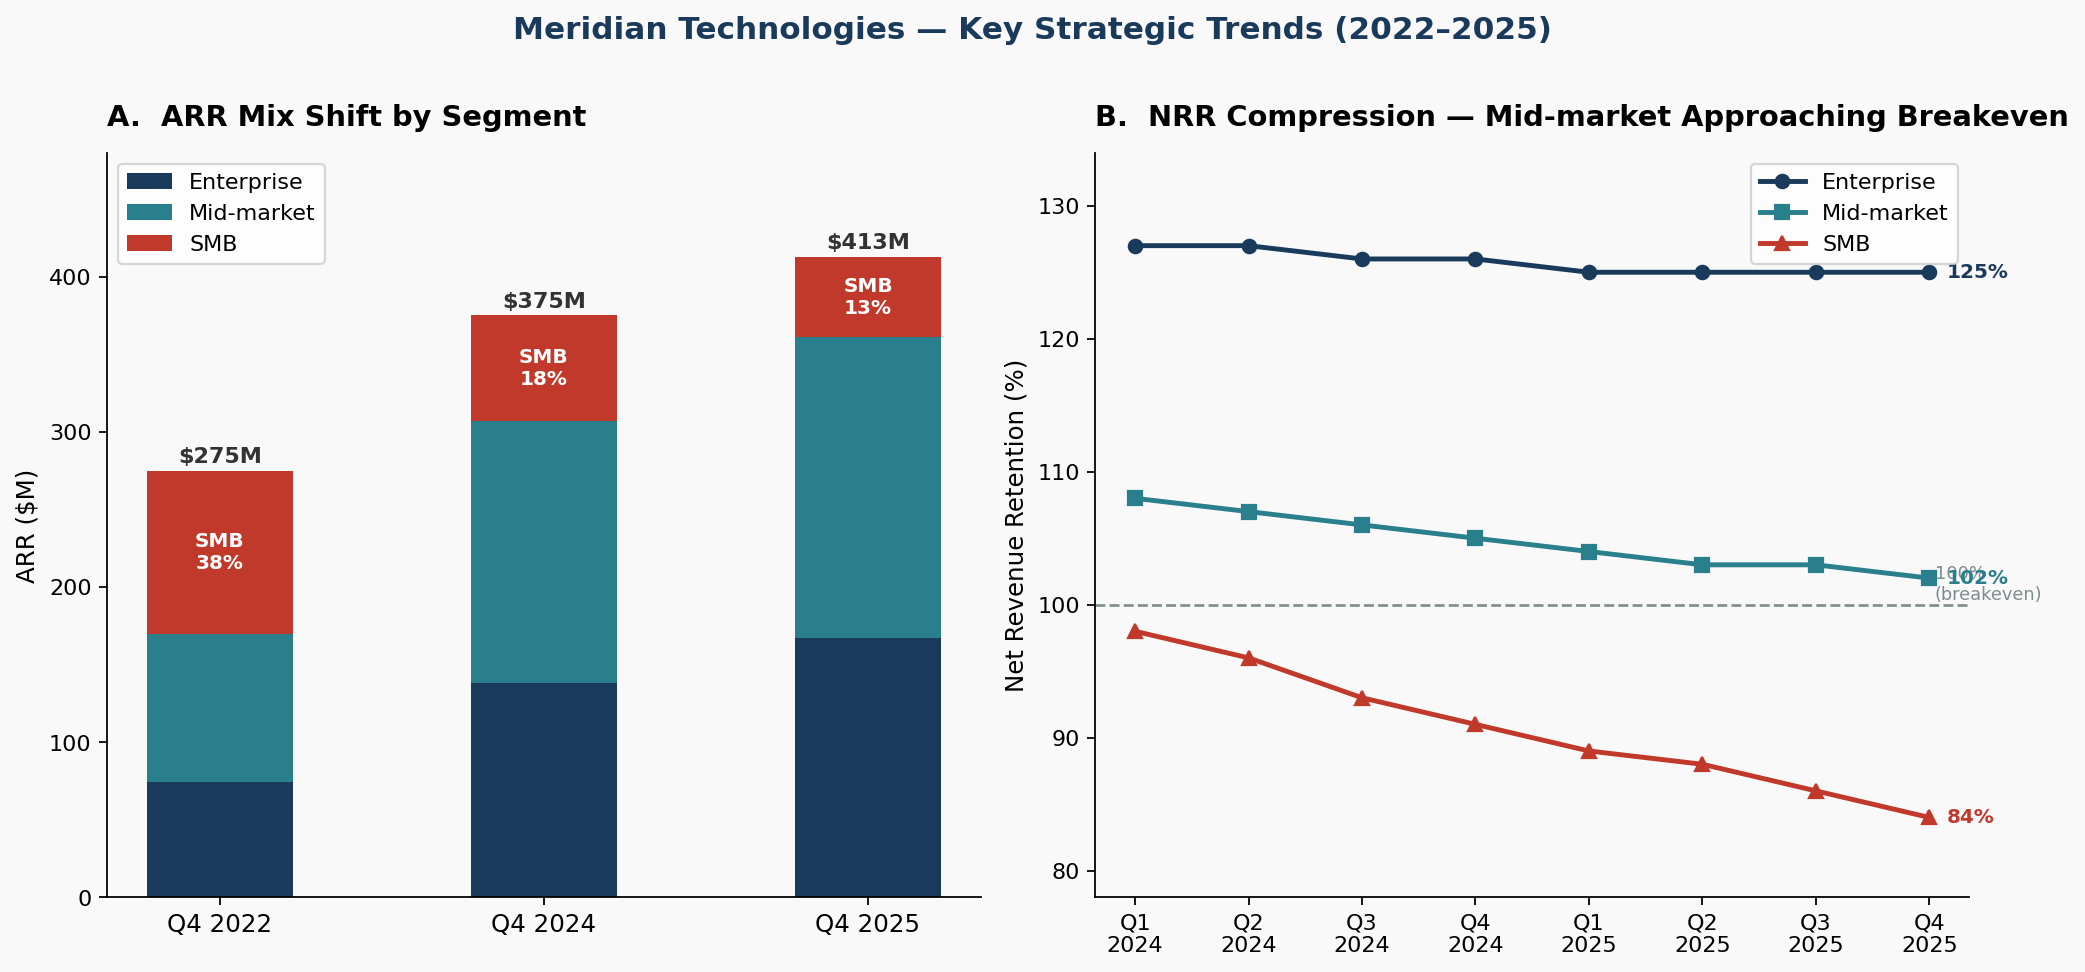 Meridian Technologies — Key Strategic Trends (2022–2025)
A.  ARR Mix Shift by Segment
Enterprise
Mid-market
SMB
ARR ($M)
400
300
200
100
0
$275M
SMB
38%
$375M
SMB
18%
$413M
SMB
13%
Q4 2022
Q4 2024
Q4 2025
B.  NRR Compression — Mid-market Approaching Breakeven
Enterprise
Mid-market
SMB
Net Revenue Retention (%)
130
120
110
100
90
80
125%
102%
100%
(breakeven)
84%
Q1
2024
Q2
2024
Q3
2024
Q4
2024
Q1
2025
Q2
2025
Q3
2025
Q4
2025